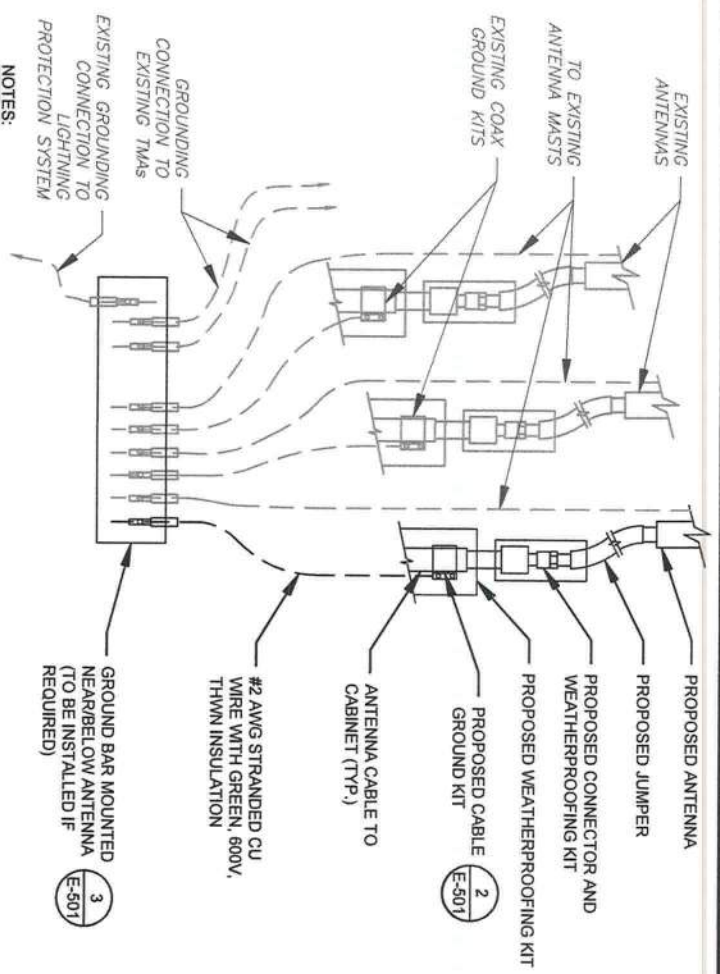 EXISTING
ANTENNAS
TO EXISTING
ANTENNA MASTS
EXISTING COAX
GROUND KITS
GROUNDING
CONNECTION TO
EXISTING TMAs
EXISTING GROUNDING
CONNECTION TO
LIGHTNING
PROTECTION SYSTEM
NOTES:
PROPOSED ANTENNA
PROPOSED JUMPER
PROPOSED CONNECTOR AND
WEATHERPROOFING KIT
PROPOSED WEATHERPROOFING KIT
PROPOSED CABLE
GROUND KIT
2
E-501
ANTENNA CABLE TO
CABINET (TYP.)
#2 AWG STRANDED CU
WIRE WITH GREEN, 600V,
THWN INSULATION
GROUND BAR MOUNTED
NEAR/BELOW ANTENNA
(TO BE INSTALLED IF
REQUIRED)
3
E-501